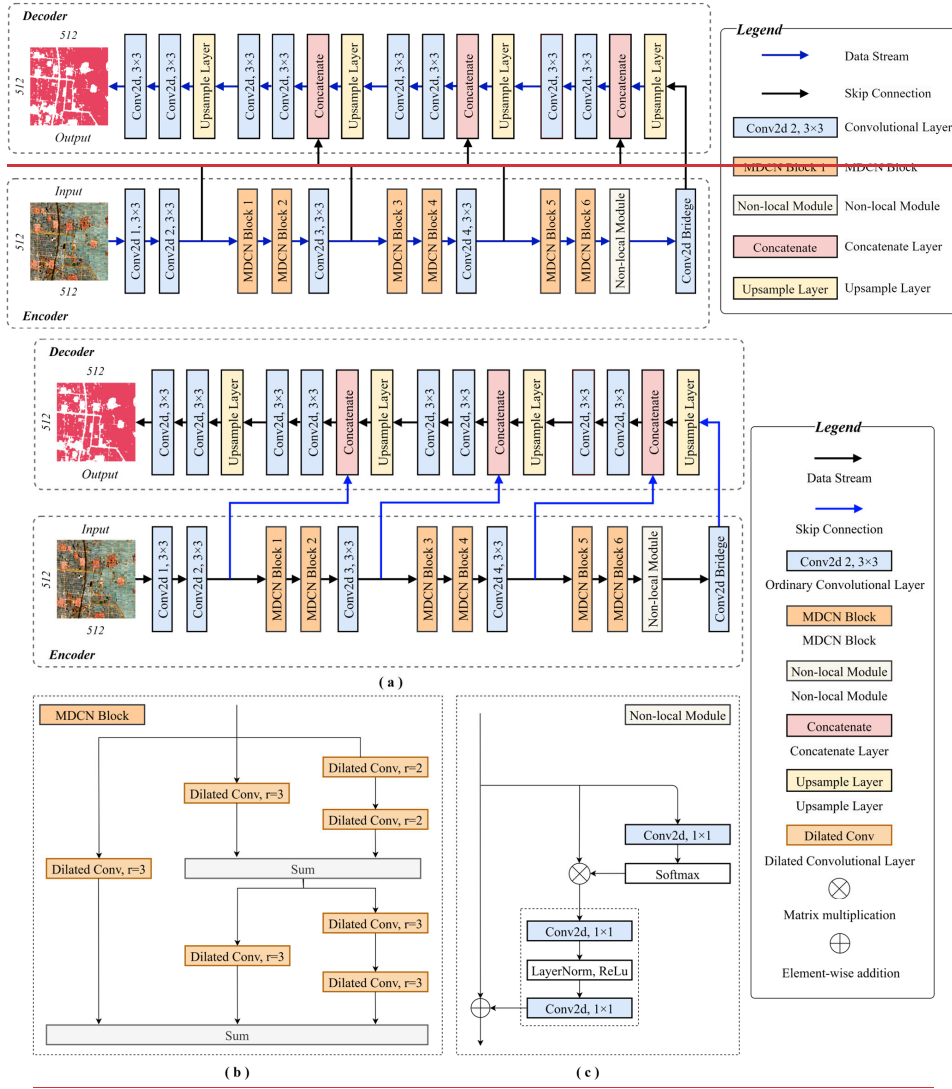 Decoder
512
512
Output
Conv2d, 3×3
Conv2d, 3×3
Upsample Layer
Conv2d, 3×3
Conv2d, 3×3
Concatenate
Upsample Layer
Conv2d, 3×3
Conv2d, 3×3
Concatenate
Upsample Layer
Conv2d, 3×3
Conv2d, 3×3
Concatenate
Upsample Layer
Input
512
512
Conv2d 1, 3×3
Conv2d 2, 3×3
MDCN Block 1
MDCN Block 2
Conv2d 3, 3×3
MDCN Block 3
MDCN Block 4
Conv2d 4, 3×3
MDCN Block 5
MDCN Block 6
Non-local Module
Conv2d Bridege
Encoder
Legend
Data Stream
Skip Connection
Conv2d 2, 3×3 Convolutional Layer
MDCN Block 1 MDCN Block
Non-local Module Non-local Module
Concatenate Concatenate Layer
Upsample Layer Upsample Layer
Decoder
512
512
Output
Conv2d, 3×3
Conv2d, 3×3
Upsample Layer
Conv2d, 3×3
Conv2d, 3×3
Concatenate
Upsample Layer
Conv2d, 3×3
Conv2d, 3×3
Concatenate
Upsample Layer
Conv2d, 3×3
Conv2d, 3×3
Concatenate
Upsample Layer
Input
512
512
Conv2d 1, 3×3
Conv2d 2, 3×3
MDCN Block 1
MDCN Block 2
Conv2d 3, 3×3
MDCN Block 3
MDCN Block 4
Conv2d 4, 3×3
MDCN Block 5
MDCN Block 6
Non-local Module
Conv2d Bridege
Encoder
( a )
Legend
Data Stream
Skip Connection
Conv2d 2, 3×3
Ordinary Convolutional Layer
MDCN Block
MDCN Block
Non-local Module
Non-local Module
Concatenate
Concatenate Layer
Upsample Layer
Upsample Layer
Dilated Conv
Dilated Convolutional Layer
Matrix multiplication
Element-wise addition
MDCN Block
Dilated Conv, r=2
Dilated Conv, r=3
Dilated Conv, r=2
Dilated Conv, r=3
Sum
Dilated Conv, r=3
Dilated Conv, r=3
Dilated Conv, r=3
Sum
( b )
Non-local Module
Conv2d, 1×1
Softmax
Conv2d, 1×1
LayerNorm, ReLu
Conv2d, 1×1
( c )